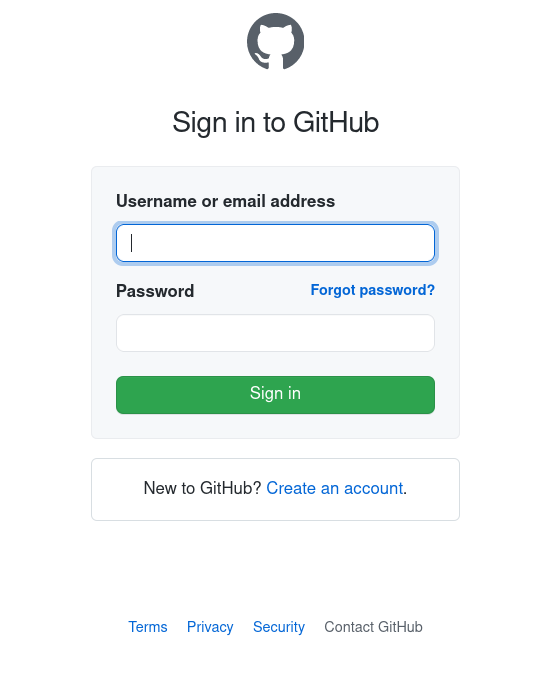 Sign in to GitHub
Username or email address
Password Forgot password?
Sign in
New to GitHub? Create an account.
Terms Privacy Security Contact GitHub